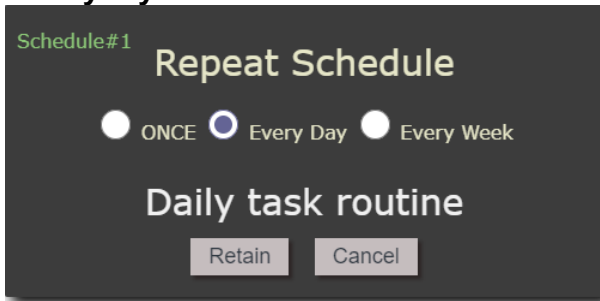 Schedule#1
Repeat Schedule
ONCE Every Day Every Week
Daily task routine
Retain Cancel